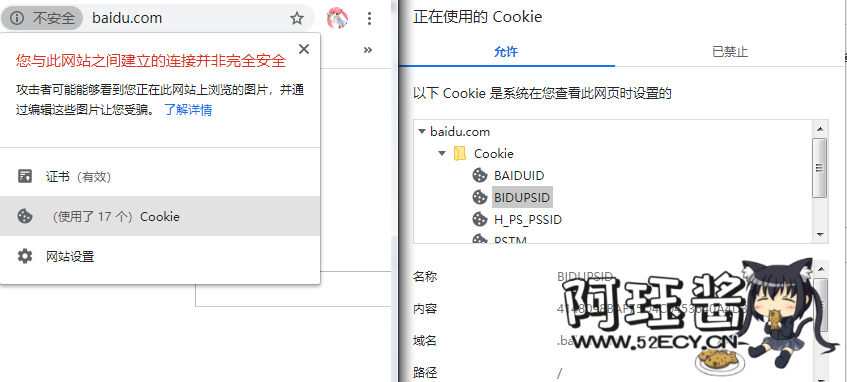 不安全 baidu.com
您与此网站之间建立的连接并非完全安全
攻击者可能能够看到您正在此网站上浏览的图片，并通
过编辑这些图片让您受骗。 了解详情
证书 (有效)
(使用了 17 个) Cookie
网站设置
正在使用的 Cookie
允许 已禁止
以下 Cookie 是系统在您查看此网页时设置的
baidu.com
Cookie
BAIDUID
BIDUPSID
H_PS_PSSID
PSTM
名称 BIDUPSID
内容
域名
路径 /
阿珏酱
WWW.52ECY.CN